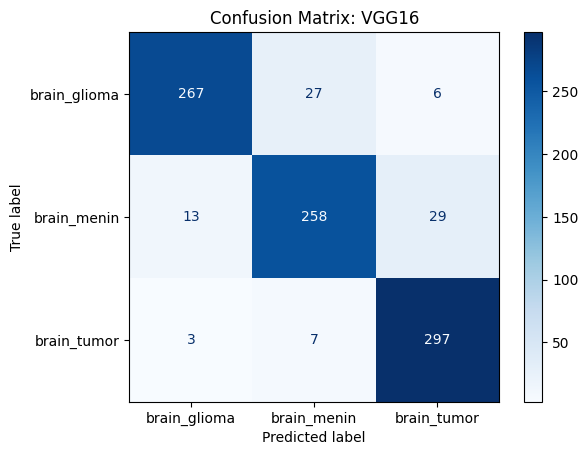 Confusion Matrix: VGG16
True label
brain_glioma 267 27 6
brain_menin 13 258 29
brain_tumor 3 7 297
brain_glioma brain_menin brain_tumor
Predicted label
250
200
150
100
50